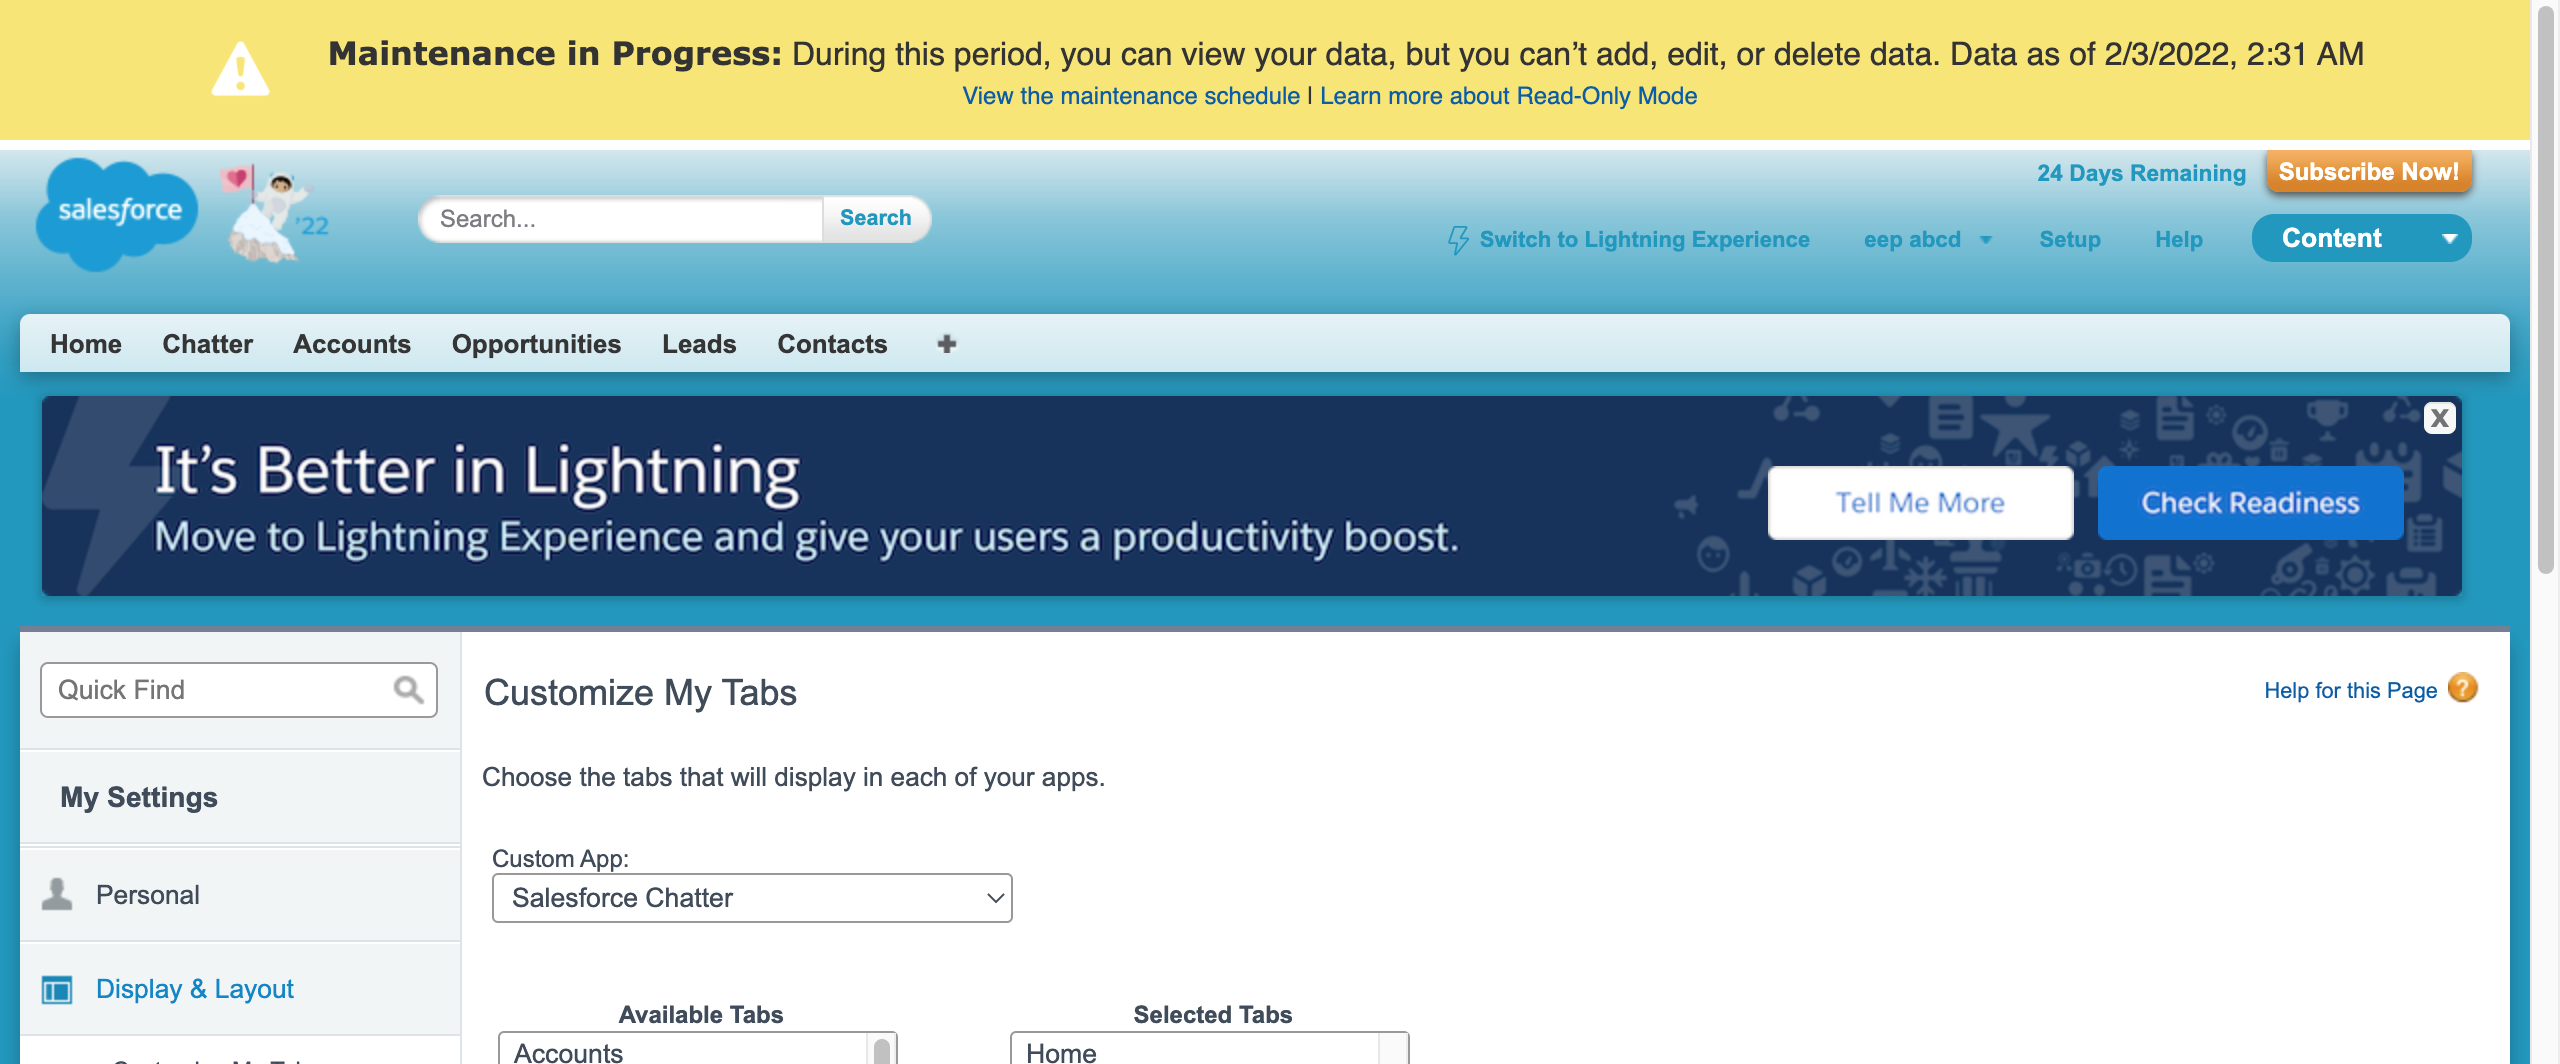 Maintenance in Progress: During this period, you can view your data, but you can’t add, edit, or delete data. Data as of 2/3/2022, 2:31 AM
View the maintenance schedule | Learn more about Read-Only Mode
24 Days Remaining Subscribe Now!
salesforce '22 Search... Search
Switch to Lightning Experience eep abcd Setup Help Content
Home Chatter Accounts Opportunities Leads Contacts
It’s Better in Lightning
Move to Lightning Experience and give your users a productivity boost.
Tell Me More Check Readiness X
Quick Find
My Settings
Personal
Display & Layout
Customize My Tabs
Help for this Page ?
Choose the tabs that will display in each of your apps.
Custom App:
Salesforce Chatter
Available Tabs Selected Tabs
Accounts Home